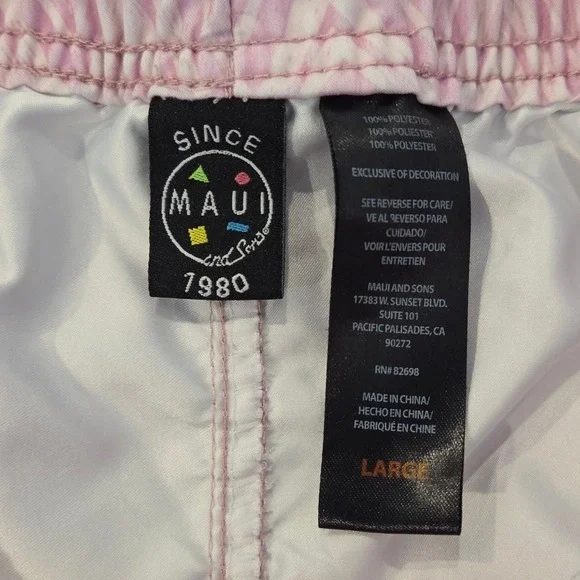 SINCE
MAUI
and Sons
1980
100% POLYESTER
100% POLYESTER
100% POLYESTER
EXCLUSIVE OF DECORATION
SEE REVERSE FOR CARE/
VE AL REVERSO PARA
CUIDADO/
VOIR L'ENVERS POUR
ENTRETIEN
MAUI AND SONS
17383 W. SUNSET BLVD.
SUITE 101
PACIFIC PALISADES, CA
90272
RN# 82698
MADE IN CHINA/
HECHO EN CHINA/
FABRIQUÉ EN CHINE
LARGE